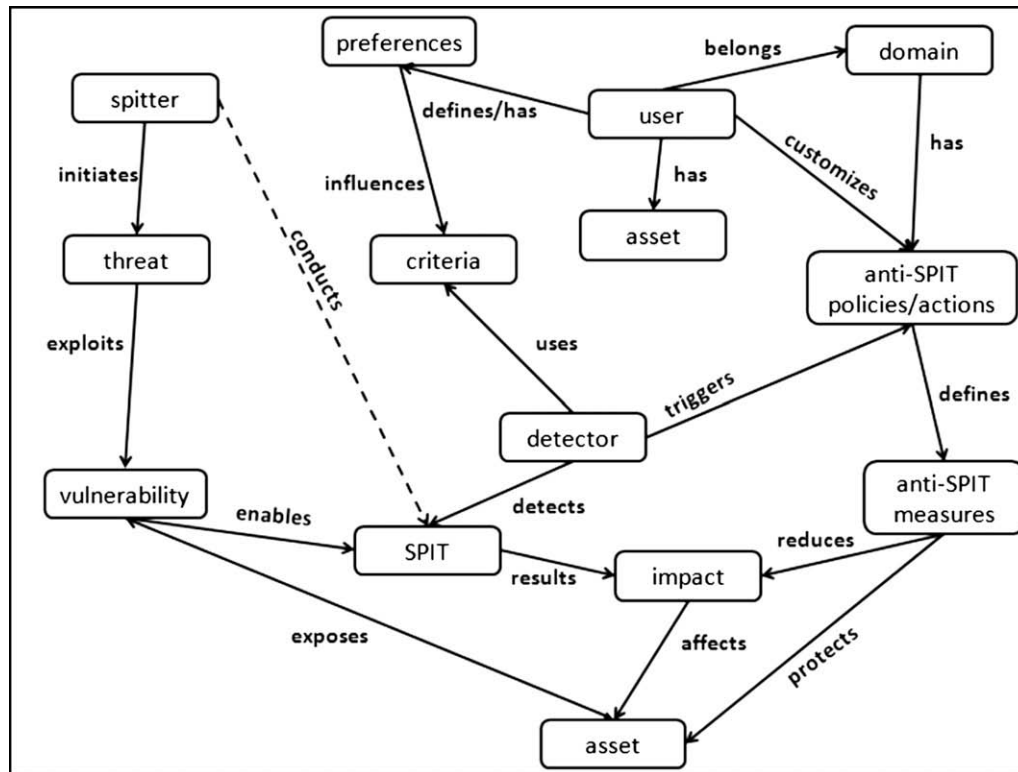 preferences
belongs
domain
spitter
defines/has
user
initiates
influences
has
customizes
has
threat
conducts
criteria
asset
anti-SPIT
policies/actions
exploits
uses
triggers
defines
detector
vulnerability
enables
detects
anti-SPIT
measures
SPIT
results
impact
reduces
exposes
affects
protects
asset